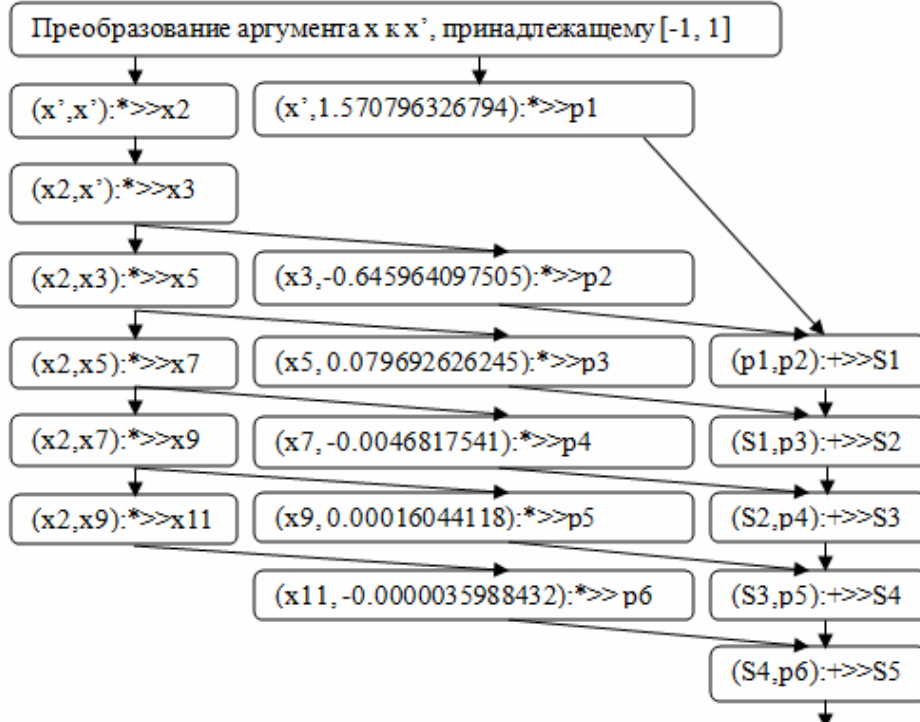 Преобразование аргумента x к x’, принадлежащему [-1, 1]
(x’,x’):*>>x2
(x’,1.570796326794):*>>p1
(x2,x’):*>>x3
(x2,x3):*>>x5
(x3,-0.645964097505):*>>p2
(x2,x5):*>>x7
(x5, 0.079692626245):*>>p3
(p1,p2):+>>S1
(x2,x7):*>>x9
(x7, -0.0046817541):*>>p4
(S1,p3):+>>S2
(x2,x9):*>>x11
(x9, 0.00016044118):*>>p5
(S2,p4):+>>S3
(x11, -0.0000035988432):*>> p6
(S3,p5):+>>S4
(S4,p6):+>>S5